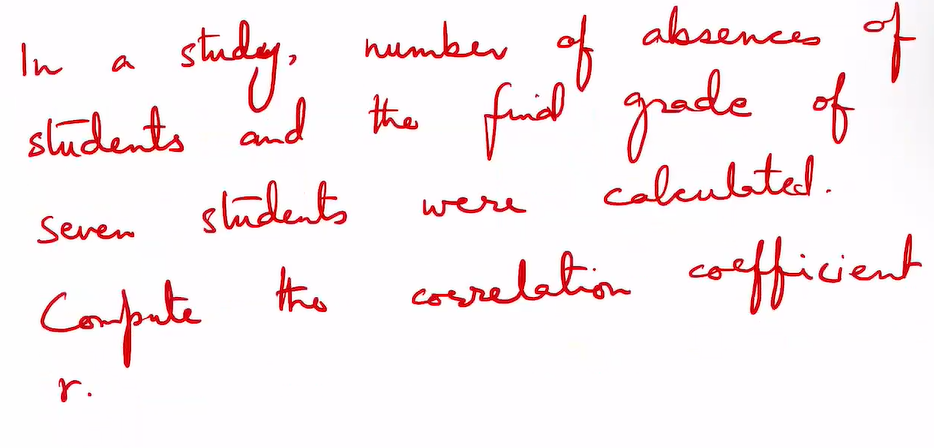 In a study, number of absences of
students and the final grade of
seven students were calculated.
Compute the correlation coefficient
r.